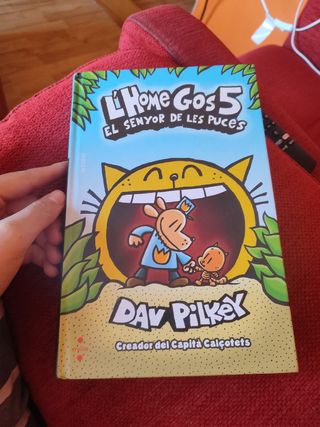 L'HOME GOS 5
EL SENYOR DE LES PUCES
DAV PILKEY
Creador del Capità Calçotets